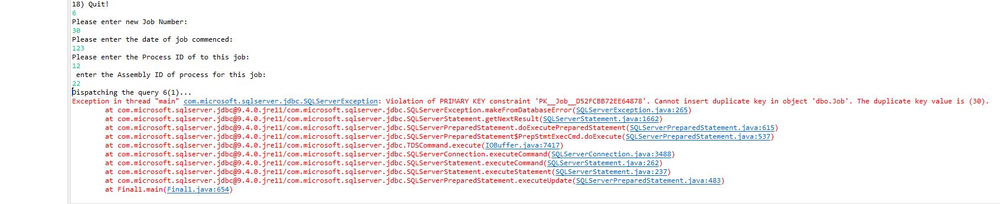 18) Quit!
6
Please enter new Job Number:
30
Please enter the date of job commenced:
123
Please enter the Process ID of to this job:
12
enter the Assembly ID of process for this job:
22
Dispatching the query 6(1)...
Exception in thread "main" com.microsoft.sqlserver.jdbc.SQLServerException: Violation of PRIMARY KEY constraint 'PK__Job__D52FCBB72EE64878'. Cannot insert duplicate key in object 'dbo.Job'. The duplicate key value is (30).
at com.microsoft.sqlserver.jdbc@9.4.0.jre11/com.microsoft.sqlserver.jdbc.SQLServerException.makeFromDatabaseError(SQLServerException.java:265)
at com.microsoft.sqlserver.jdbc@9.4.0.jre11/com.microsoft.sqlserver.jdbc.SQLServerStatement.getNextResult(SQLServerStatement.java:1662)
at com.microsoft.sqlserver.jdbc@9.4.0.jre11/com.microsoft.sqlserver.jdbc.SQLServerPreparedStatement.doExecutePreparedStatement(SQLServerPreparedStatement.java:615)
at com.microsoft.sqlserver.jdbc@9.4.0.jre11/com.microsoft.sqlserver.jdbc.SQLServerPreparedStatement$PrepStmtExecCmd.doExecute(SQLServerPreparedStatement.java:537)
at com.microsoft.sqlserver.jdbc@9.4.0.jre11/com.microsoft.sqlserver.jdbc.TDSCommand.execute(IOBuffer.java:7417)
at com.microsoft.sqlserver.jdbc@9.4.0.jre11/com.microsoft.sqlserver.jdbc.SQLServerConnection.executeCommand(SQLServerConnection.java:3488)
at com.microsoft.sqlserver.jdbc@9.4.0.jre11/com.microsoft.sqlserver.jdbc.SQLServerStatement.executeCommand(SQLServerStatement.java:262)
at com.microsoft.sqlserver.jdbc@9.4.0.jre11/com.microsoft.sqlserver.jdbc.SQLServerStatement.executeStatement(SQLServerStatement.java:237)
at com.microsoft.sqlserver.jdbc@9.4.0.jre11/com.microsoft.sqlserver.jdbc.SQLServerPreparedStatement.executeUpdate(SQLServerPreparedStatement.java:483)
at Final1.main(Final1.java:654)